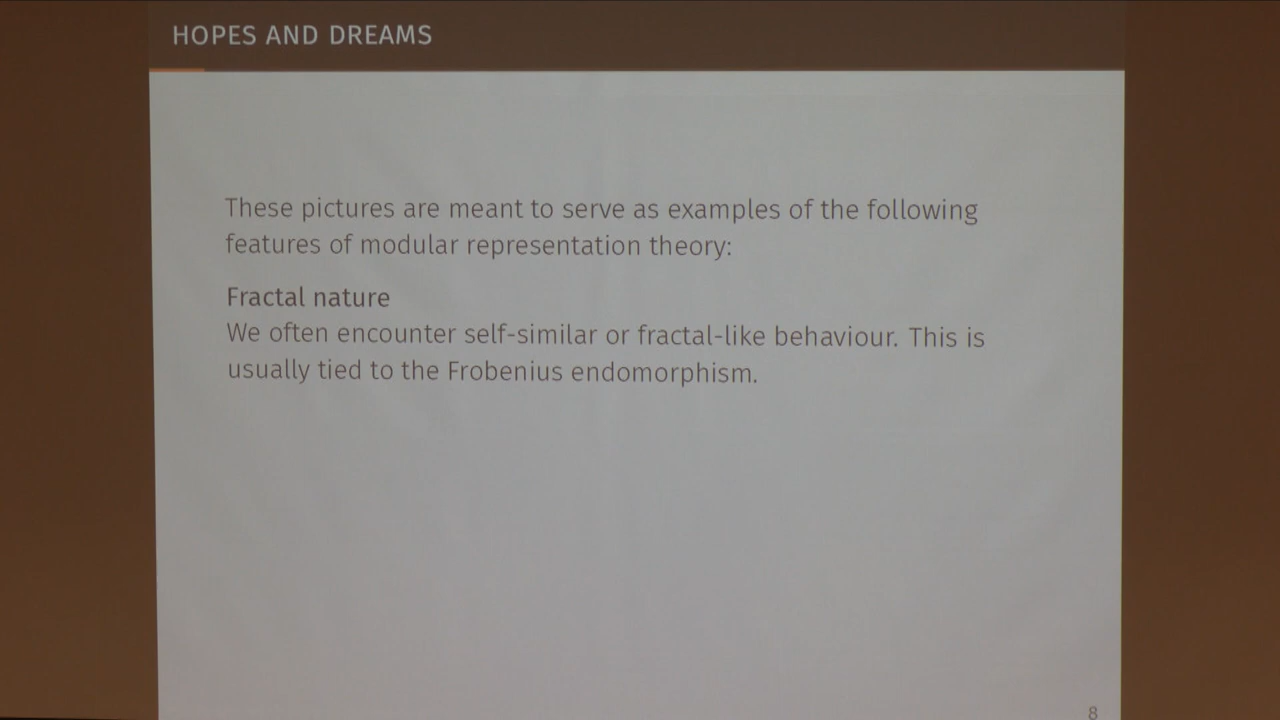 HOPES AND DREAMS
These pictures are meant to serve as examples of the following
features of modular representation theory:
Fractal nature
We often encounter self-similar or fractal-like behaviour. This is
usually tied to the Frobenius endomorphism.
8